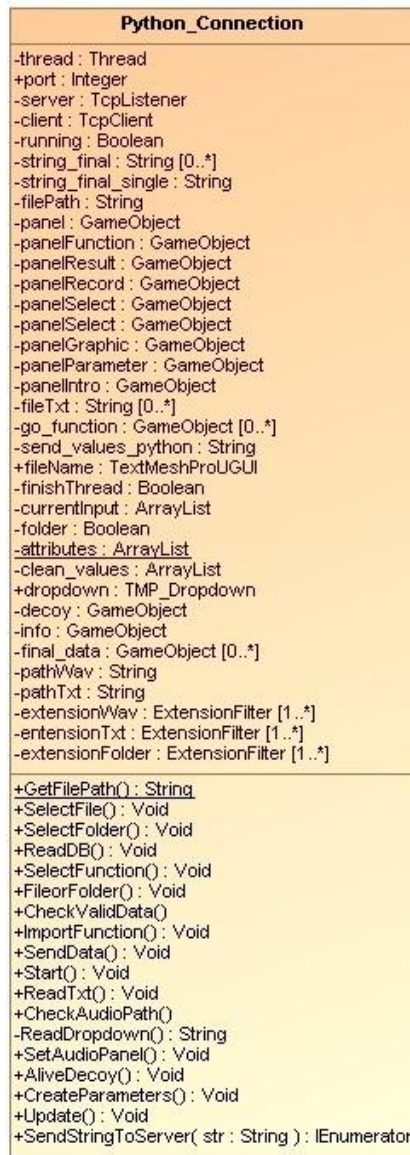 Python_Connection
-thread : Thread
+port : Integer
-server : TcpListener
-client : TcpClient
-running : Boolean
-string_final : String [0..*]
-string_final_single : String
-filePath : String
-panel : GameObject
-panelFunction : GameObject
-panelResult : GameObject
-panelRecord : GameObject
-panelSelect : GameObject
-panelSelect : GameObject
-panelGraphic : GameObject
-panelParameter : GameObject
-panelIntro : GameObject
-fileTxt : String [0..*]
-go_function : GameObject [0..*]
-send_values_python : String
+fileName : TextMeshProUGUI
-finishThread : Boolean
-currentInput : ArrayList
-folder : Boolean
-attributes : ArrayList
-clean_values : ArrayList
+dropdown : TMP_Dropdown
-decoy : GameObject
-info : GameObject
-final_data : GameObject [0..*]
-pathWav : String
-pathTxt : String
-extensionWav : ExtensionFilter [1..*]
-entensionTxt : ExtensionFilter [1..*]
-extensionFolder : ExtensionFilter [1..*]
+GetFilePath() : String
+SelectFile() : Void
+SelectFolder() : Void
+ReadDB() : Void
+SelectFunction() : Void
+FileorFolder() : Void
+CheckValidData()
+ImportFunction() : Void
+SendData() : Void
+Start() : Void
+ReadTxt() : Void
+CheckAudioPath()
-ReadDropdown() : String
+SetAudioPanel() : Void
+AliveDecoy() : Void
+CreateParameters() : Void
+Update() : Void
+SendStringToServer( str : String ) : IEnumerator